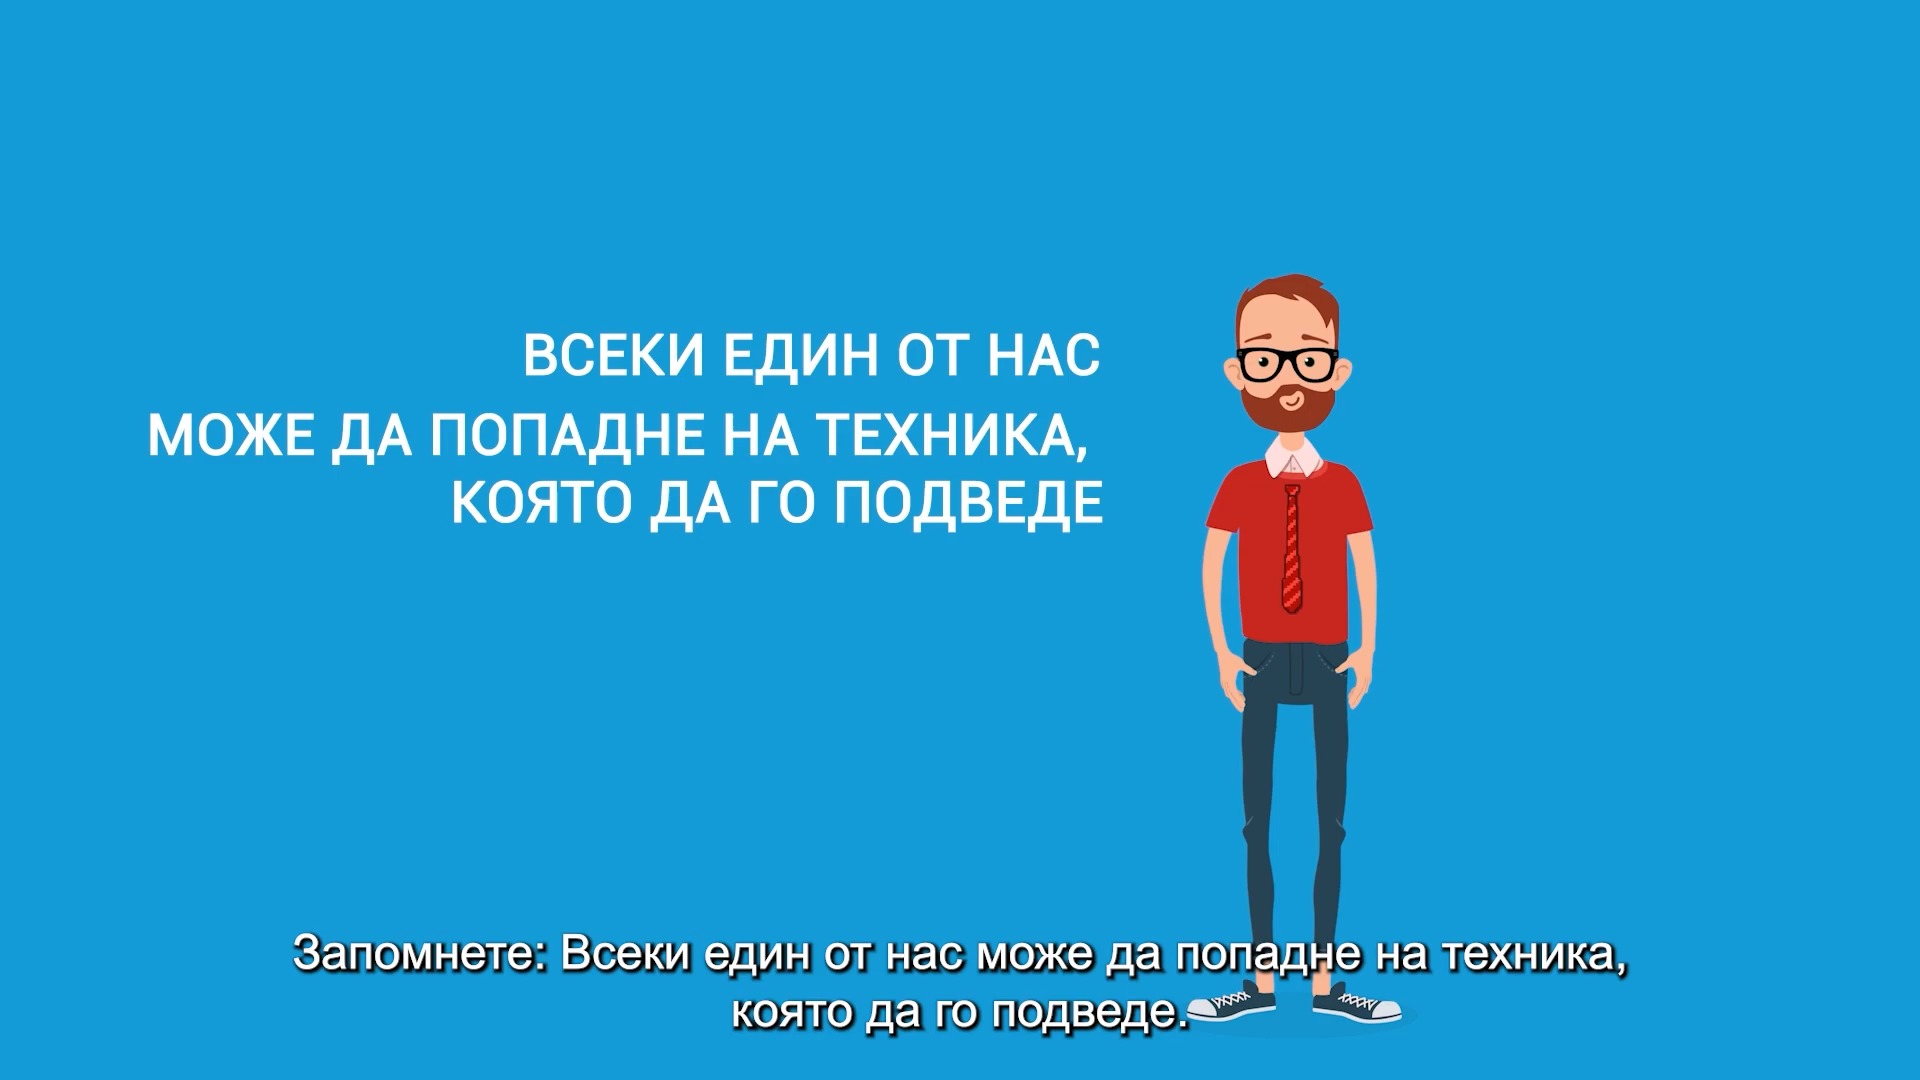 ВСЕКИ ЕДИН ОТ НАС
МОЖЕ ДА ПОПАДНЕ НА ТЕХНИКА,
КОЯТО ДА ГО ПОДВЕДЕ
Запомнете: Всеки един от нас може да попадне на техника,
която да го подведе.